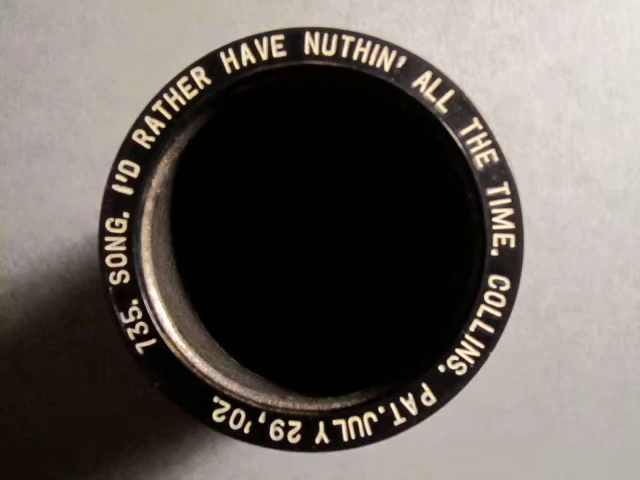 735. SONG. I'D RATHER HAVE NUTHIN' ALL THE TIME. COLLINS. PAT. JULY 29, '02.